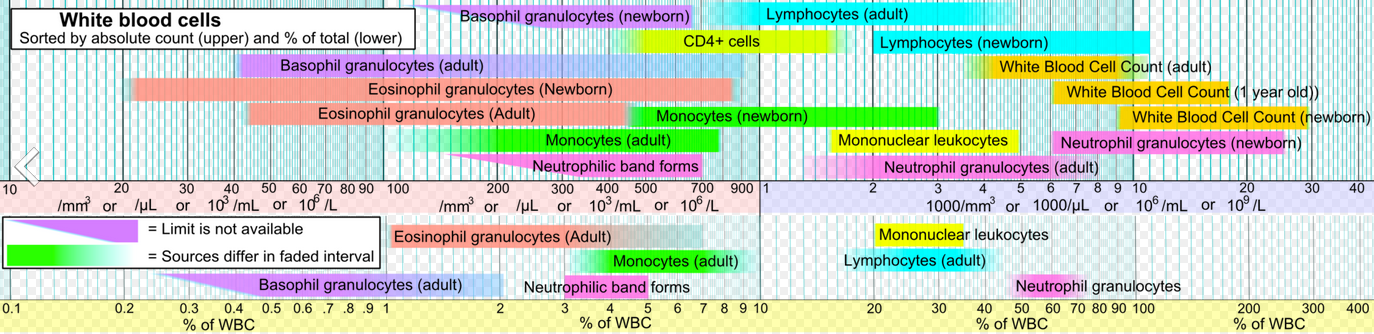 White blood cells
Sorted by absolute count (upper) and % of total (lower)
Basophil granulocytes (newborn)
Lymphocytes (adult)
CD4+ cells
Lymphocytes (newborn)
Basophil granulocytes (adult)
White Blood Cell Count (adult)
Eosinophil granulocytes (Newborn)
White Blood Cell Count (1 year old))
Eosinophil granulocytes (Adult)
Monocytes (newborn)
White Blood Cell Count (newborn)
Monocytes (adult)
Mononuclear leukocytes
Neutrophil granulocytes (newborn)
Neutrophilic band forms
Neutrophil granulocytes (adult)
10 20 30 40 50 60 70 80 90 100 200 300 400 500 700 900 1 2 3 4 5 6 7 8 9 10 20 30 40
/mm³ or /µL or 10³/mL or 10⁶/L /mm³ or /µL or 10³/mL or 10⁶/L 1000/mm³ or 1000/µL or 10⁶/mL or 10⁹/L
= Limit is not available
= Sources differ in faded interval
Eosinophil granulocytes (Adult)
Mononuclear leukocytes
Monocytes (adult)
Lymphocytes (adult)
Basophil granulocytes (adult)
Neutrophilic band forms
Neutrophil granulocytes
0.1 0.2 0.3 0.4 0.5 0.6 .7 .8 .9 1 2 3 4 5 6 7 8 9 10 20 30 40 50 60 70 80 90 100 200 300 400
% of WBC % of WBC % of WBC % of WBC